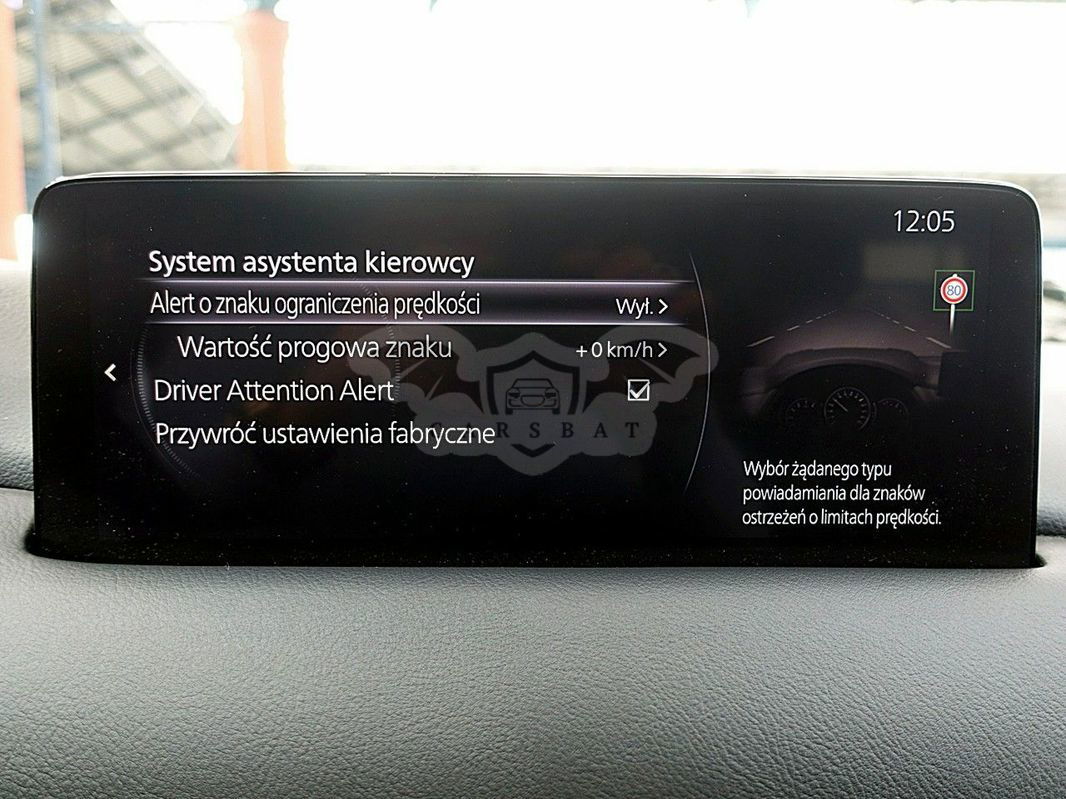 12:05
System asystenta kierowcy
Alert o znaku ograniczenia prędkości Wył. >
80
Wartość progowa znaku +0 km/h >
Driver Attention Alert
CARSBAT
Przywróć ustawienia fabryczne
Wybór żądanego typu
powiadamiania dla znaków
ostrzeżeń o limitach prędkości.